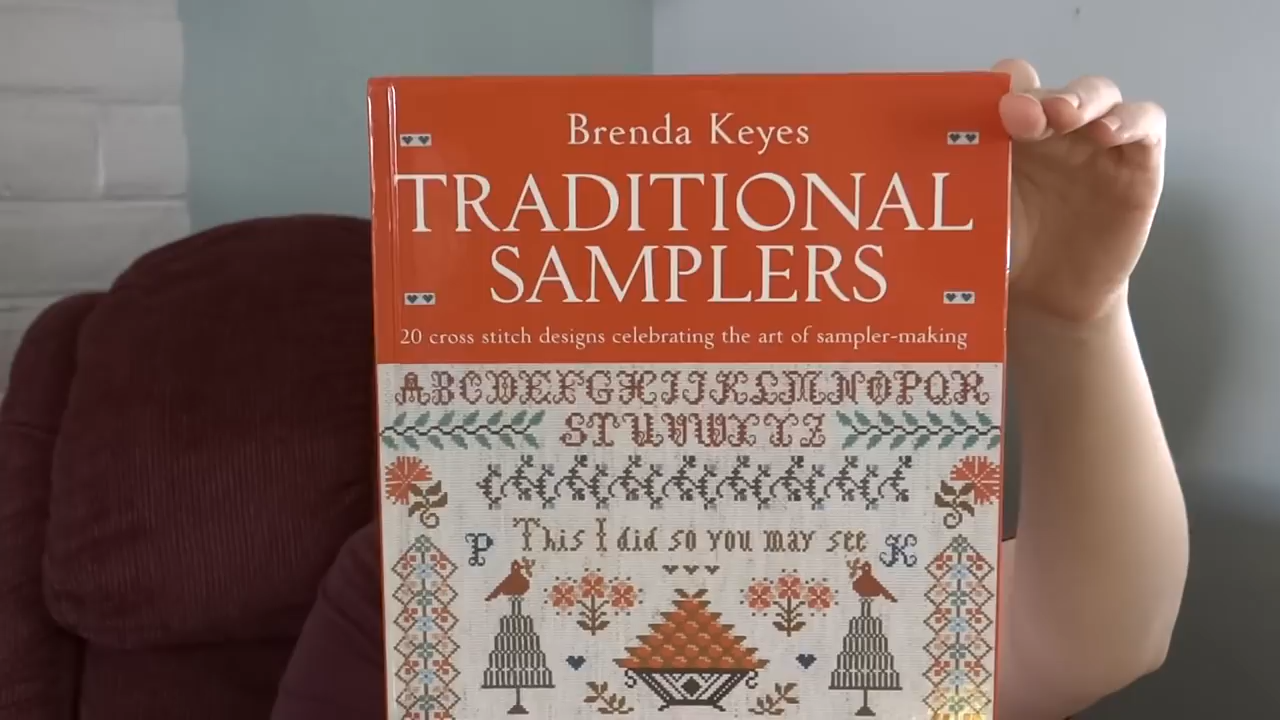 Brenda Keyes
TRADITIONAL
SAMPLERS
20 cross stitch designs celebrating the art of sampler-making
ABCDEFGHIJKLMNOPQR
STUVWXYZ
P This I did so you may see K